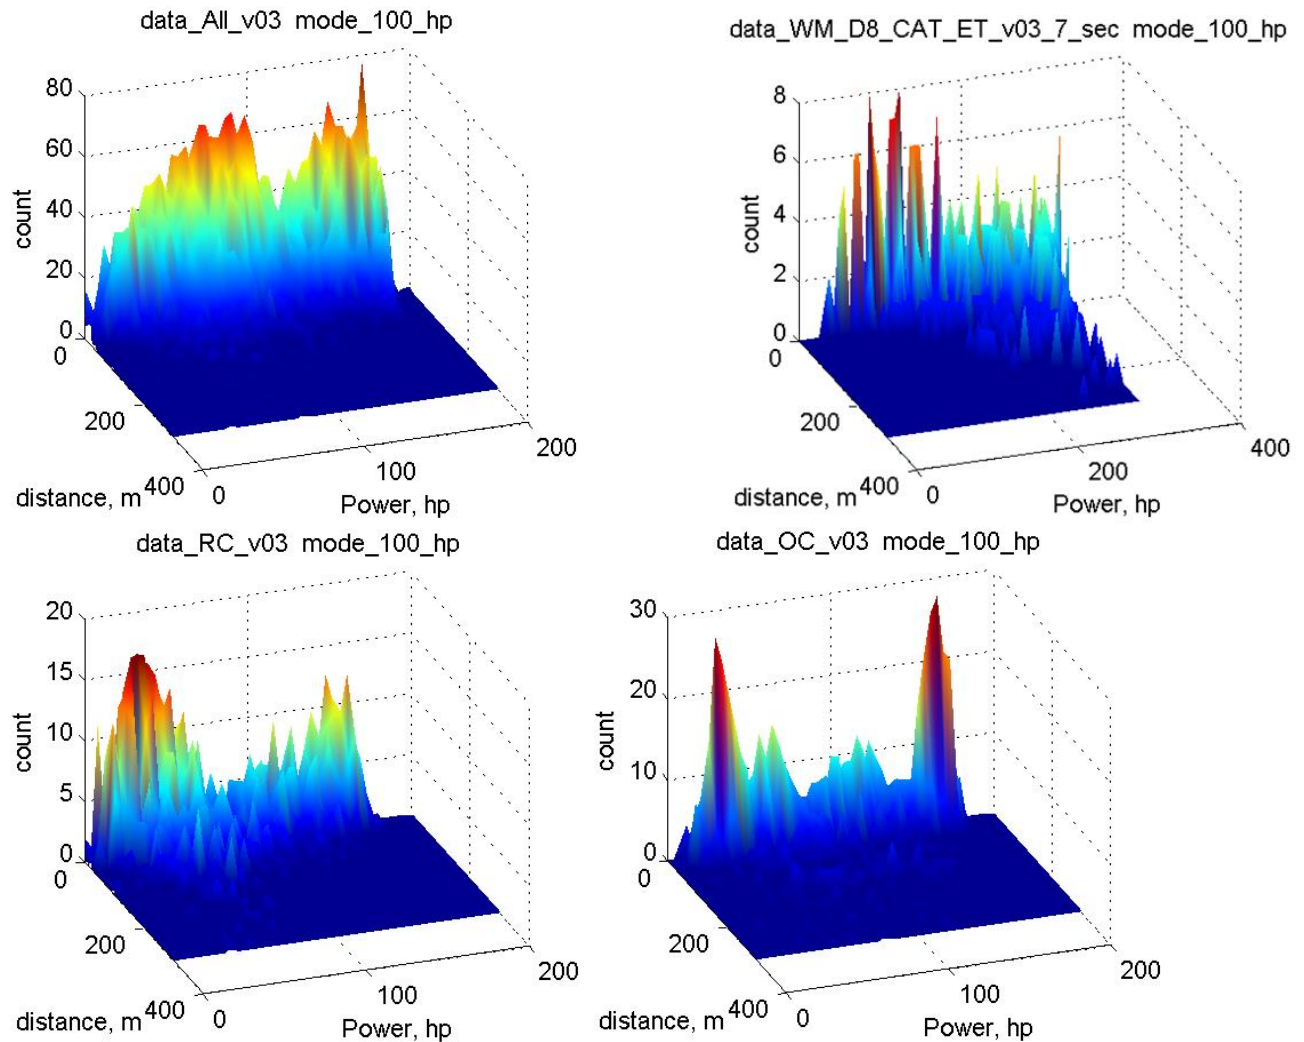 data_All_v03 mode_100_hp
80
60
40
20
0
count
0
200
400
distance, m
0
100
200
Power, hp
data_WM_D8_CAT_ET_v03_7_sec mode_100_hp
8
6
4
2
0
count
0
200
400
distance, m
0
200
400
Power, hp
data_RC_v03 mode_100_hp
20
15
10
5
0
count
0
200
400
distance, m
0
100
200
Power, hp
data_OC_v03 mode_100_hp
30
20
10
0
count
0
200
400
distance, m
0
100
200
Power, hp